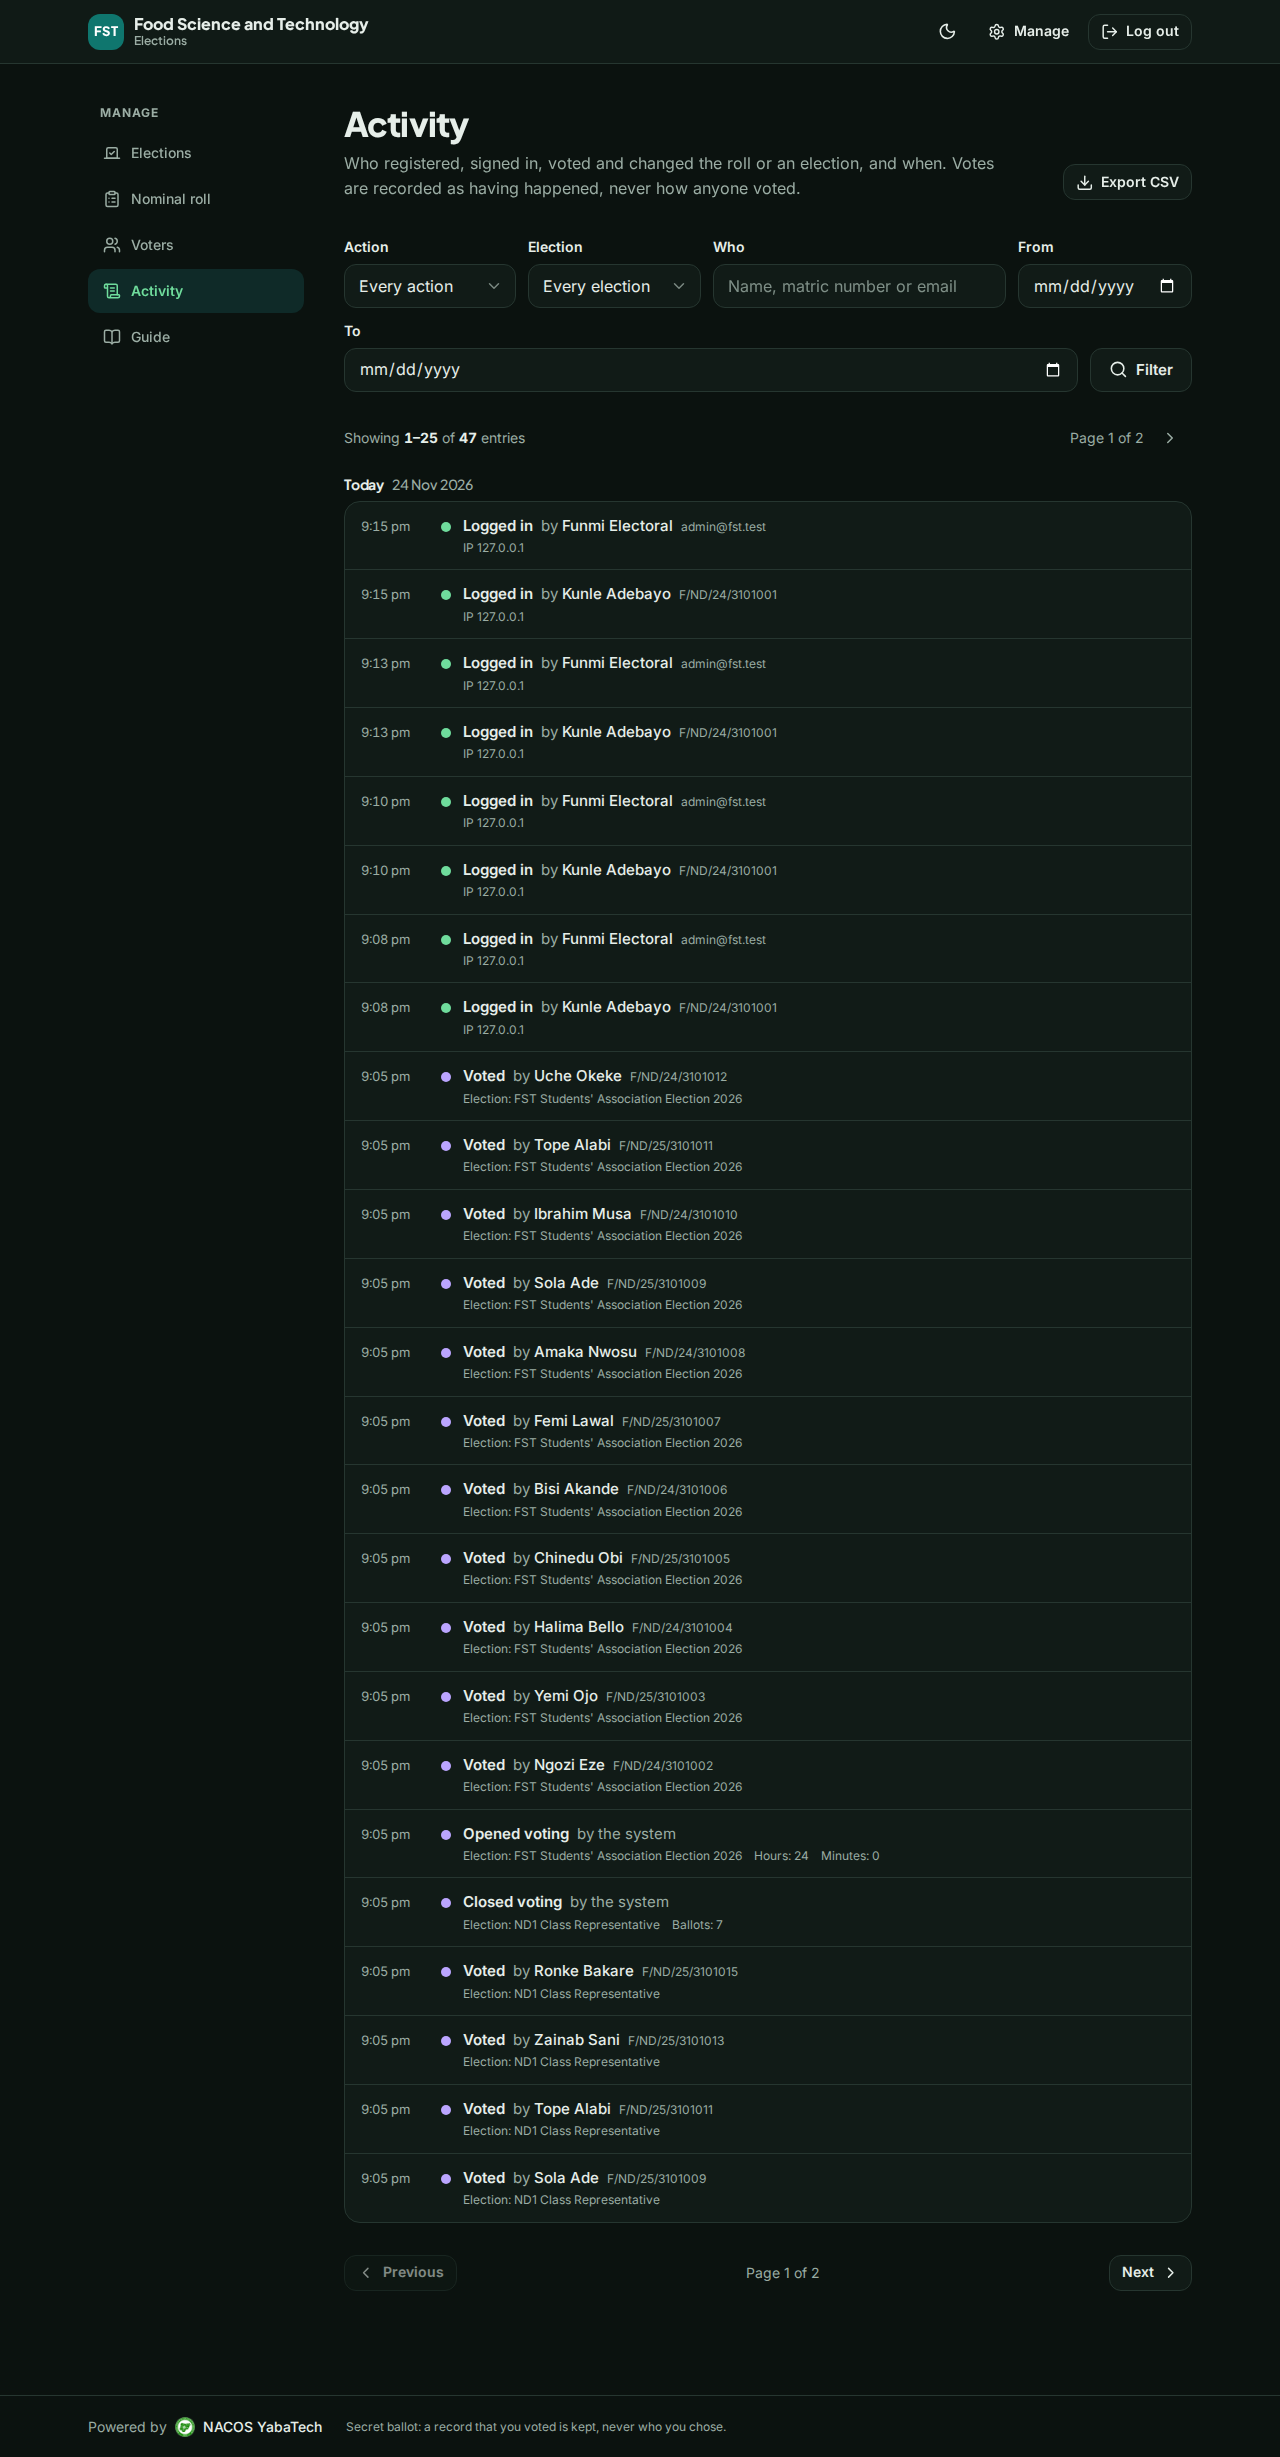 FST
Food Science and Technology
Elections
Manage
Log out
MANAGE
Elections
Nominal roll
Voters
Activity
Guide
Activity
Who registered, signed in, voted and changed the roll or an election, and when. Votes
are recorded as having happened, never how anyone voted.
Export CSV
Action
Election
Who
From
Every action
Every election
Name, matric number or email
mm/dd/yyyy
To
mm/dd/yyyy
Filter
Showing 1–25 of 47 entries
Page 1 of 2
Today 24 Nov 2026
9:15 pm Logged in by Funmi Electoral admin@fst.test
IP 127.0.0.1
9:15 pm Logged in by Kunle Adebayo F/ND/24/3101001
IP 127.0.0.1
9:13 pm Logged in by Funmi Electoral admin@fst.test
IP 127.0.0.1
9:13 pm Logged in by Kunle Adebayo F/ND/24/3101001
IP 127.0.0.1
9:10 pm Logged in by Funmi Electoral admin@fst.test
IP 127.0.0.1
9:10 pm Logged in by Kunle Adebayo F/ND/24/3101001
IP 127.0.0.1
9:08 pm Logged in by Funmi Electoral admin@fst.test
IP 127.0.0.1
9:08 pm Logged in by Kunle Adebayo F/ND/24/3101001
IP 127.0.0.1
9:05 pm Voted by Uche Okeke F/ND/24/3101012
Election: FST Students' Association Election 2026
9:05 pm Voted by Tope Alabi F/ND/25/3101011
Election: FST Students' Association Election 2026
9:05 pm Voted by Ibrahim Musa F/ND/24/3101010
Election: FST Students' Association Election 2026
9:05 pm Voted by Sola Ade F/ND/25/3101009
Election: FST Students' Association Election 2026
9:05 pm Voted by Amaka Nwosu F/ND/24/3101008
Election: FST Students' Association Election 2026
9:05 pm Voted by Femi Lawal F/ND/25/3101007
Election: FST Students' Association Election 2026
9:05 pm Voted by Bisi Akande F/ND/24/3101006
Election: FST Students' Association Election 2026
9:05 pm Voted by Chinedu Obi F/ND/25/3101005
Election: FST Students' Association Election 2026
9:05 pm Voted by Halima Bello F/ND/24/3101004
Election: FST Students' Association Election 2026
9:05 pm Voted by Yemi Ojo F/ND/25/3101003
Election: FST Students' Association Election 2026
9:05 pm Voted by Ngozi Eze F/ND/24/3101002
Election: FST Students' Association Election 2026
9:05 pm Opened voting by the system
Election: FST Students' Association Election 2026 Hours: 24 Minutes: 0
9:05 pm Closed voting by the system
Election: ND1 Class Representative Ballots: 7
9:05 pm Voted by Ronke Bakare F/ND/25/3101015
Election: ND1 Class Representative
9:05 pm Voted by Zainab Sani F/ND/25/3101013
Election: ND1 Class Representative
9:05 pm Voted by Tope Alabi F/ND/25/3101011
Election: ND1 Class Representative
9:05 pm Voted by Sola Ade F/ND/25/3101009
Election: ND1 Class Representative
Previous
Page 1 of 2
Next
Powered by NACOS YabaTech
Secret ballot: a record that you voted is kept, never who you chose.